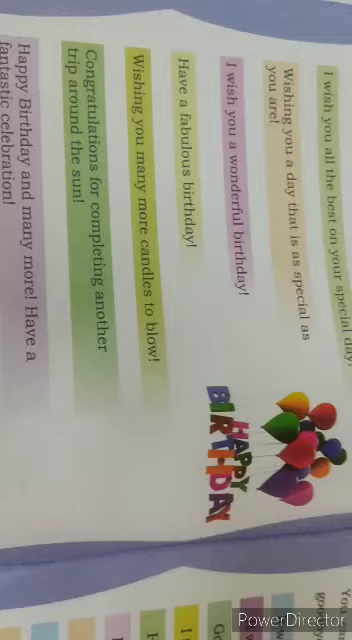 I wish you all the best on your special day!
Wishing you a day that is as special as
you are!
I wish you a wonderful birthday!
Have a fabulous birthday!
Wishing you many more candles to blow!
Congratulations for completing another
trip around the sun!
Happy Birthday and many more! Have a
fantastic celebration!
HAPPY
BIRTHDAY
PowerDirector